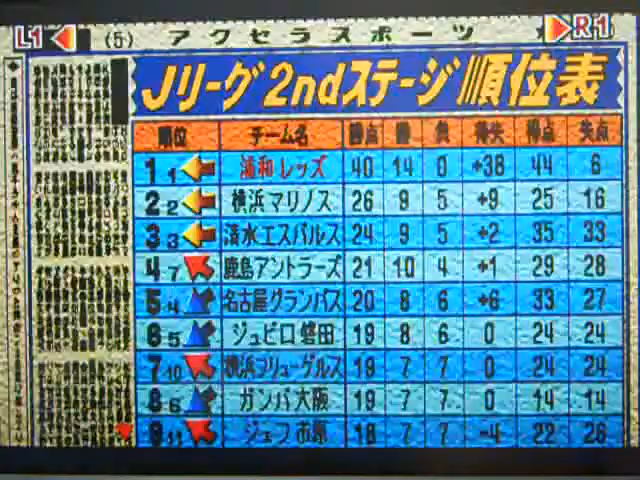 L1 (5) アクセラスポーツ R1
Jリーグ2ndステージ順位表
順位 チーム名 勝点 勝 負 得失 得点 失点
1 1 浦和レッズ 40 14 0 +38 44 6
2 2 横浜マリノス 26 9 5 +9 25 16
3 3 清水エスパルス 24 9 5 +2 35 33
4 7 鹿島アントラーズ 21 10 4 +1 29 28
5 4 名古屋グランパス 20 8 6 +6 33 27
6 5 ジュビロ磐田 19 8 6 0 24 24
7 10 横浜フリューゲルス 19 7 7 0 24 24
8 6 ガンバ大阪 19 7 7 0 14 14
9 11 ジェフ市原 18 7 7 -4 22 26